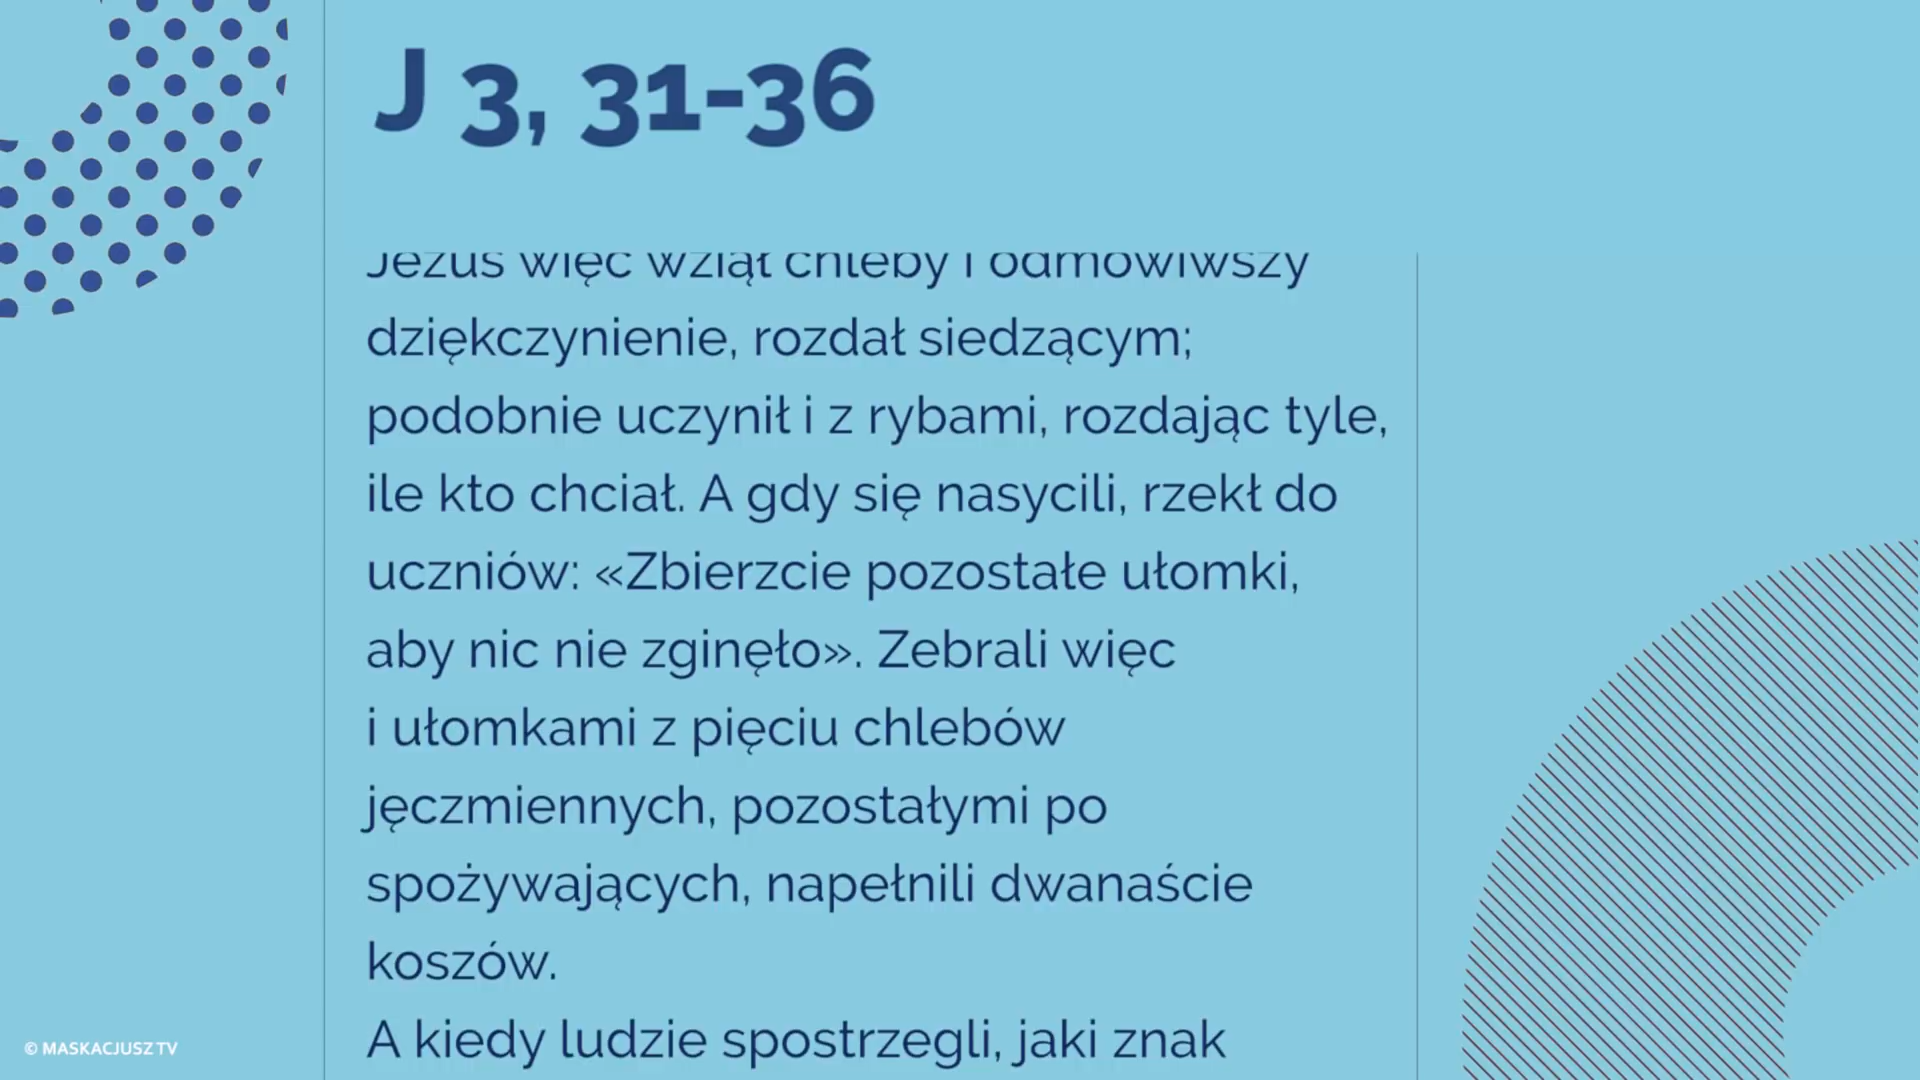 J 3, 31-36
Jezus więc wziął chleby i odmówiwszy
dziękczynienie, rozdał siedzącym;
podobnie uczynił i z rybami, rozdając tyle,
ile kto chciał. A gdy się nasycili, rzekł do
uczniów: «Zbierzcie pozostałe ułomki,
aby nic nie zginęło». Zebrali więc
i ułomkami z pięciu chlebów
jęczmiennych, pozostałymi po
spożywających, napełnili dwanaście
koszów.
A kiedy ludzie spostrzegli, jaki znak
© MASKACJUSZ TV